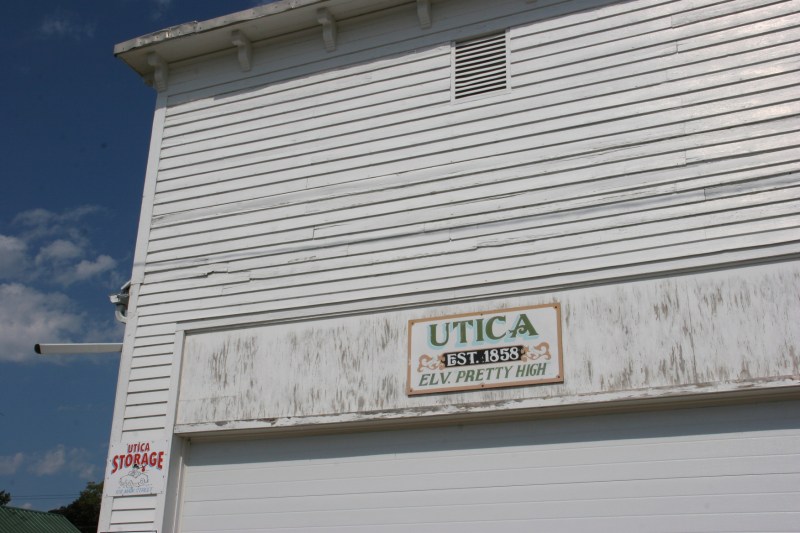 UTICA
EST. 1858
ELV. PRETTY HIGH
UTICA
STORAGE